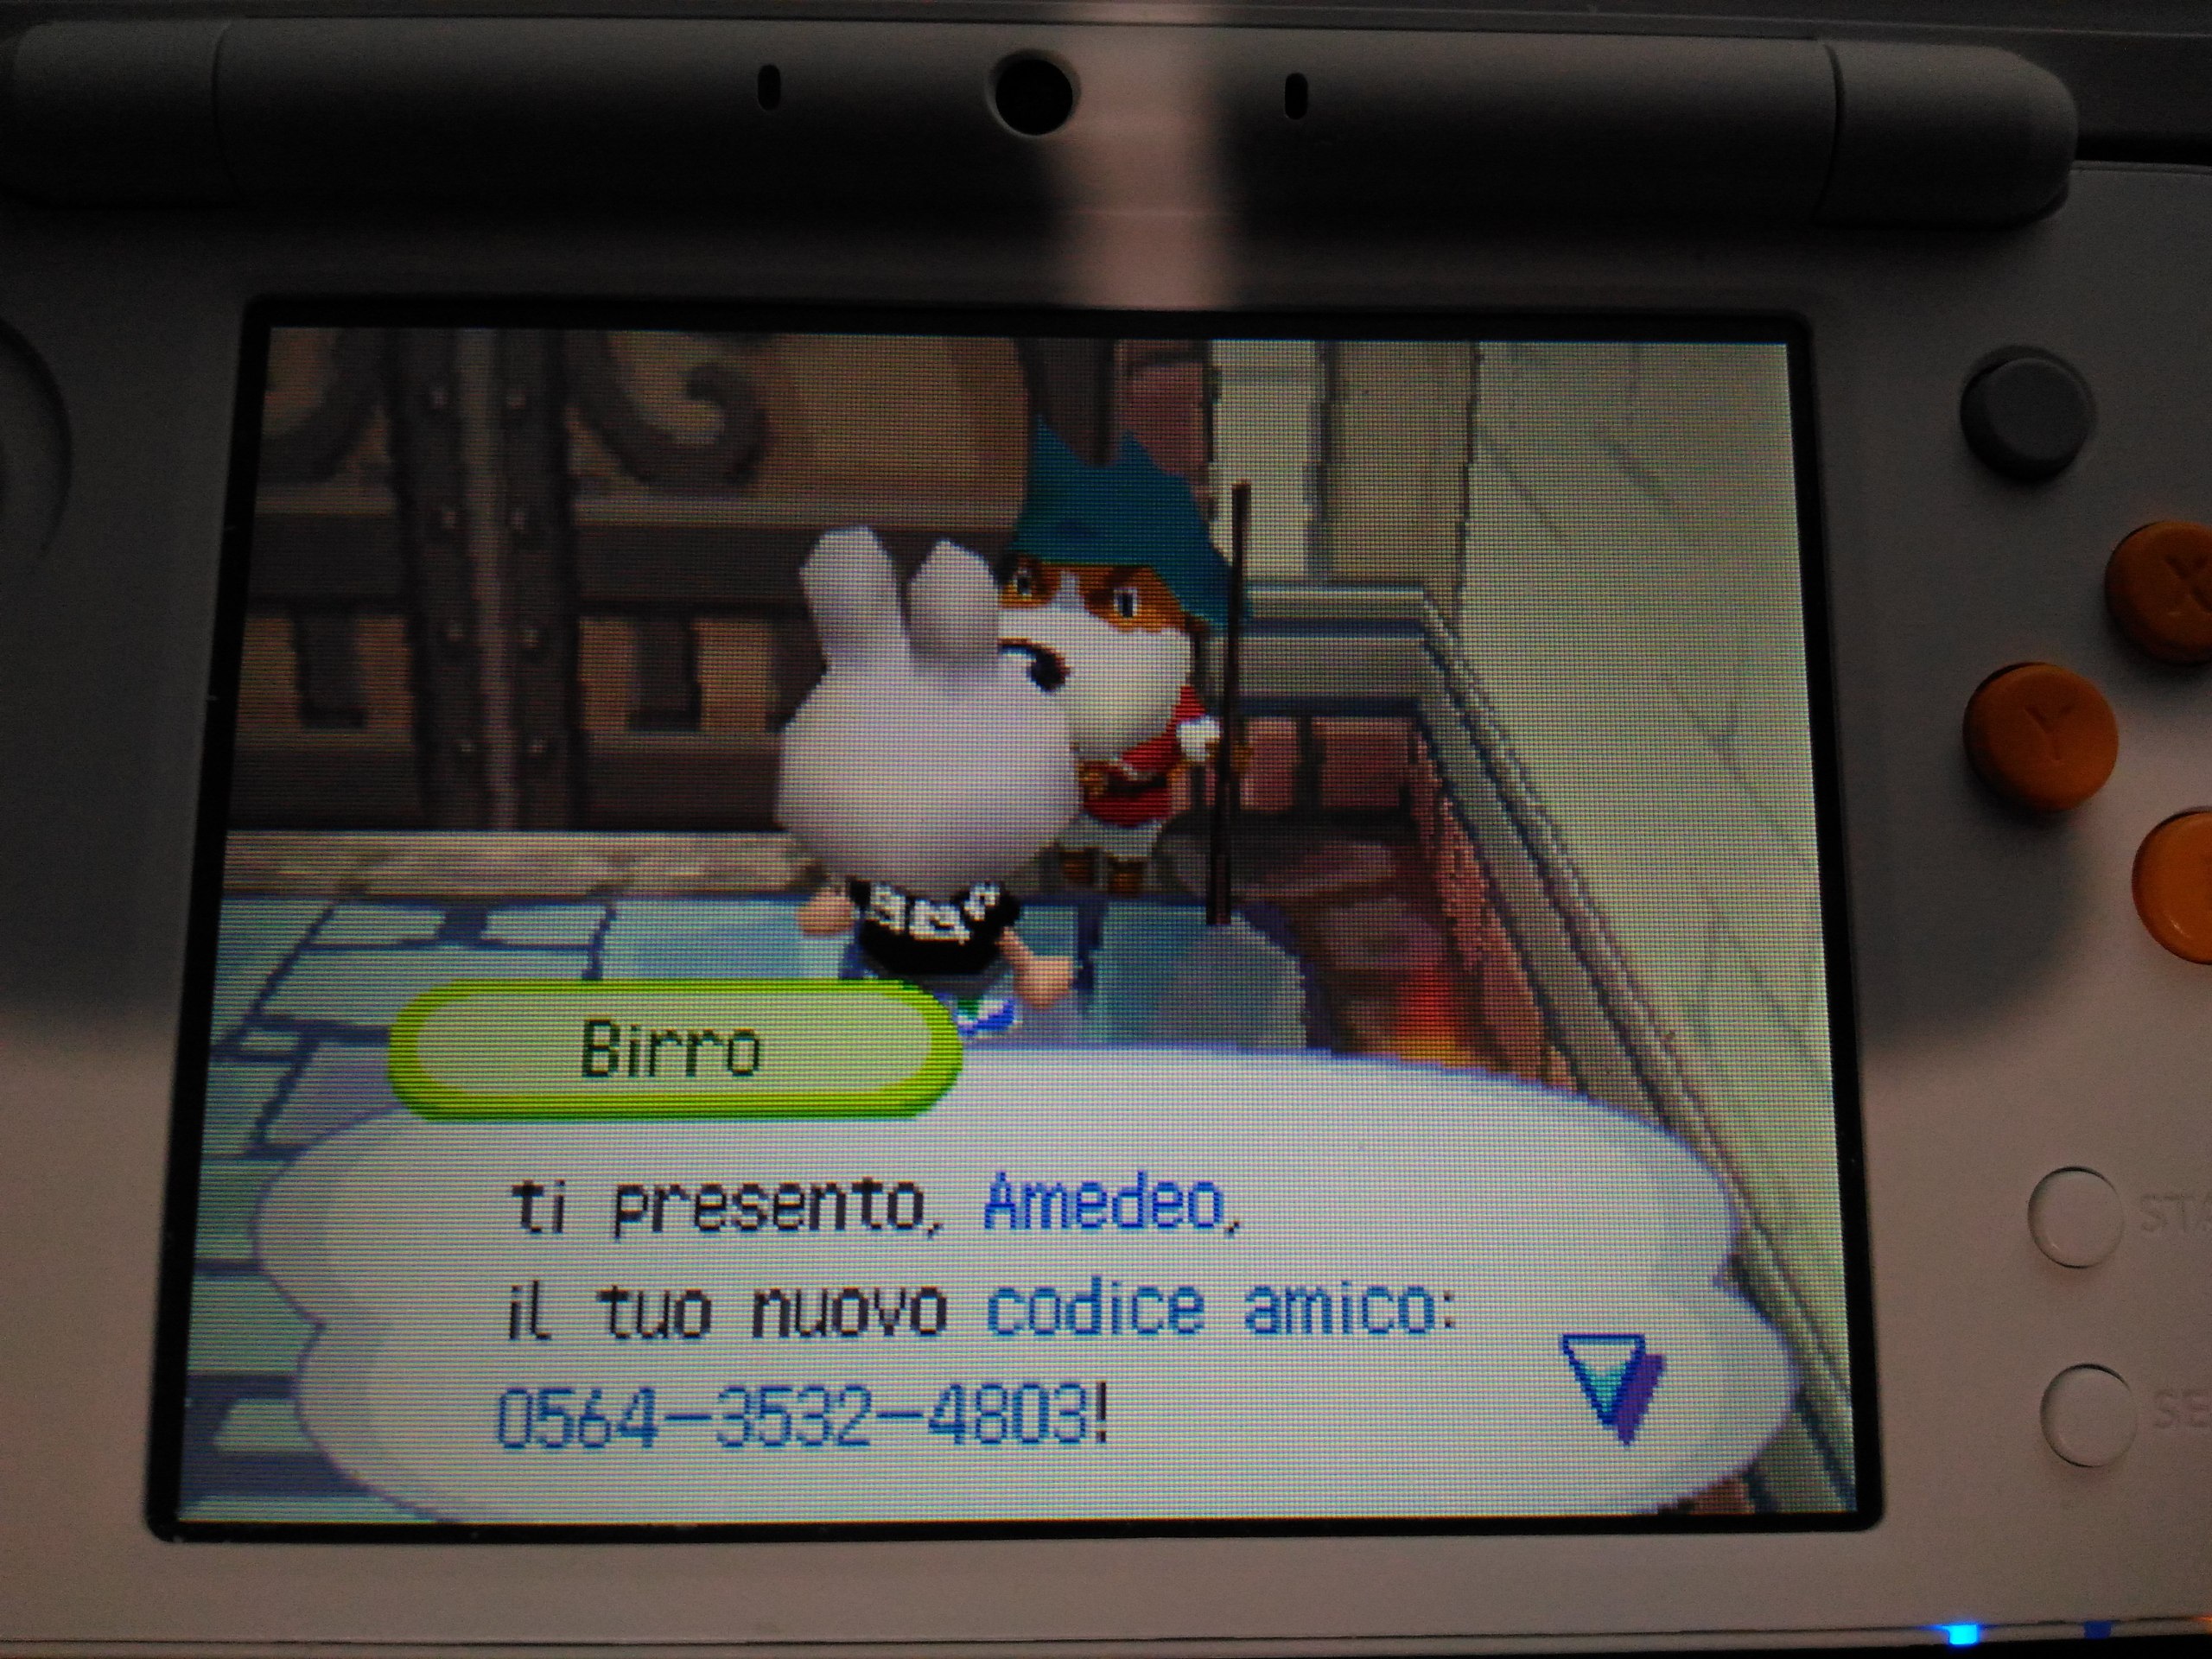 X
Y
Birro
ti presento, Amedeo,
il tuo nuovo codice amico:
0564-3532-4803!